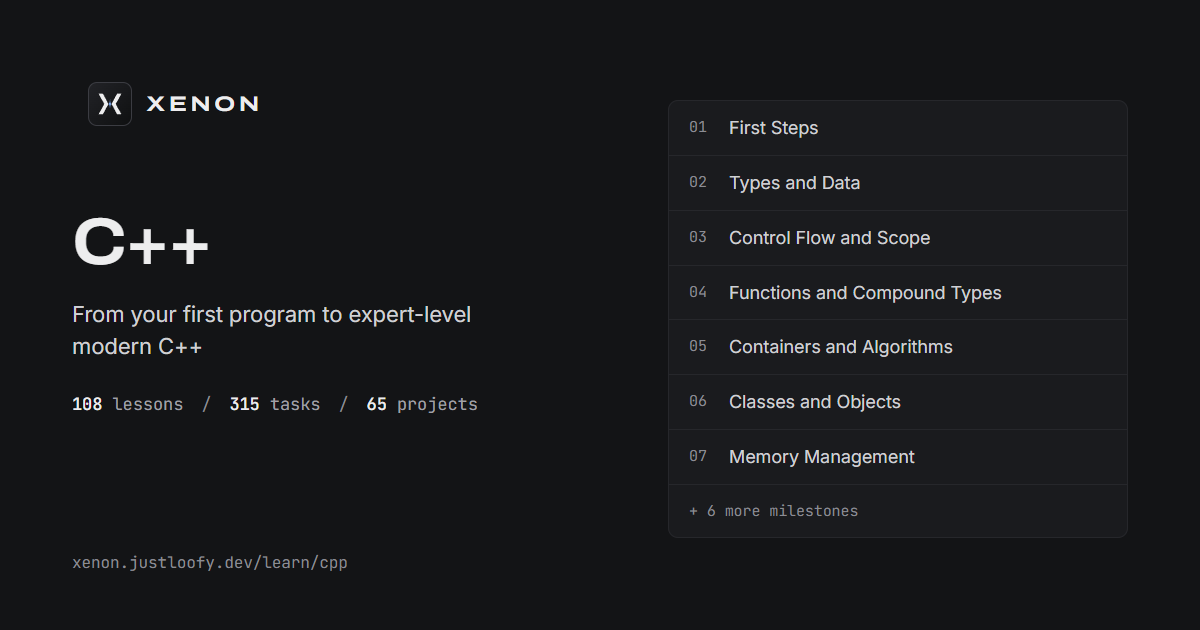 XENON
C++
From your first program to expert-level
modern C++
108 lessons / 315 tasks / 65 projects
xenon.justloofy.dev/learn/cpp
01 First Steps
02 Types and Data
03 Control Flow and Scope
04 Functions and Compound Types
05 Containers and Algorithms
06 Classes and Objects
07 Memory Management
+ 6 more milestones